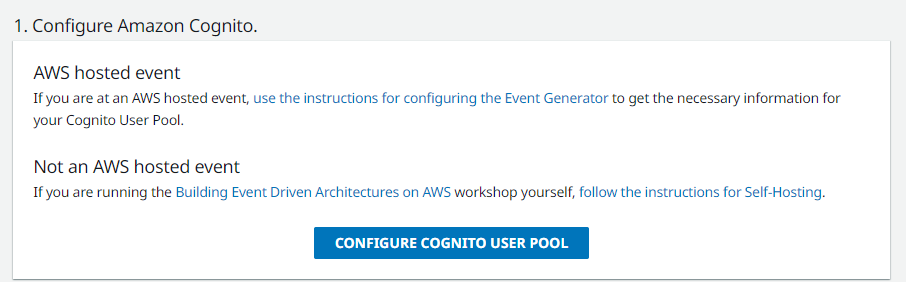 1. Configure Amazon Cognito.
AWS hosted event
If you are at an AWS hosted event, use the instructions for configuring the Event Generator to get the necessary information for
your Cognito User Pool.
Not an AWS hosted event
If you are running the Building Event Driven Architectures on AWS workshop yourself, follow the instructions for Self-Hosting.
CONFIGURE COGNITO USER POOL